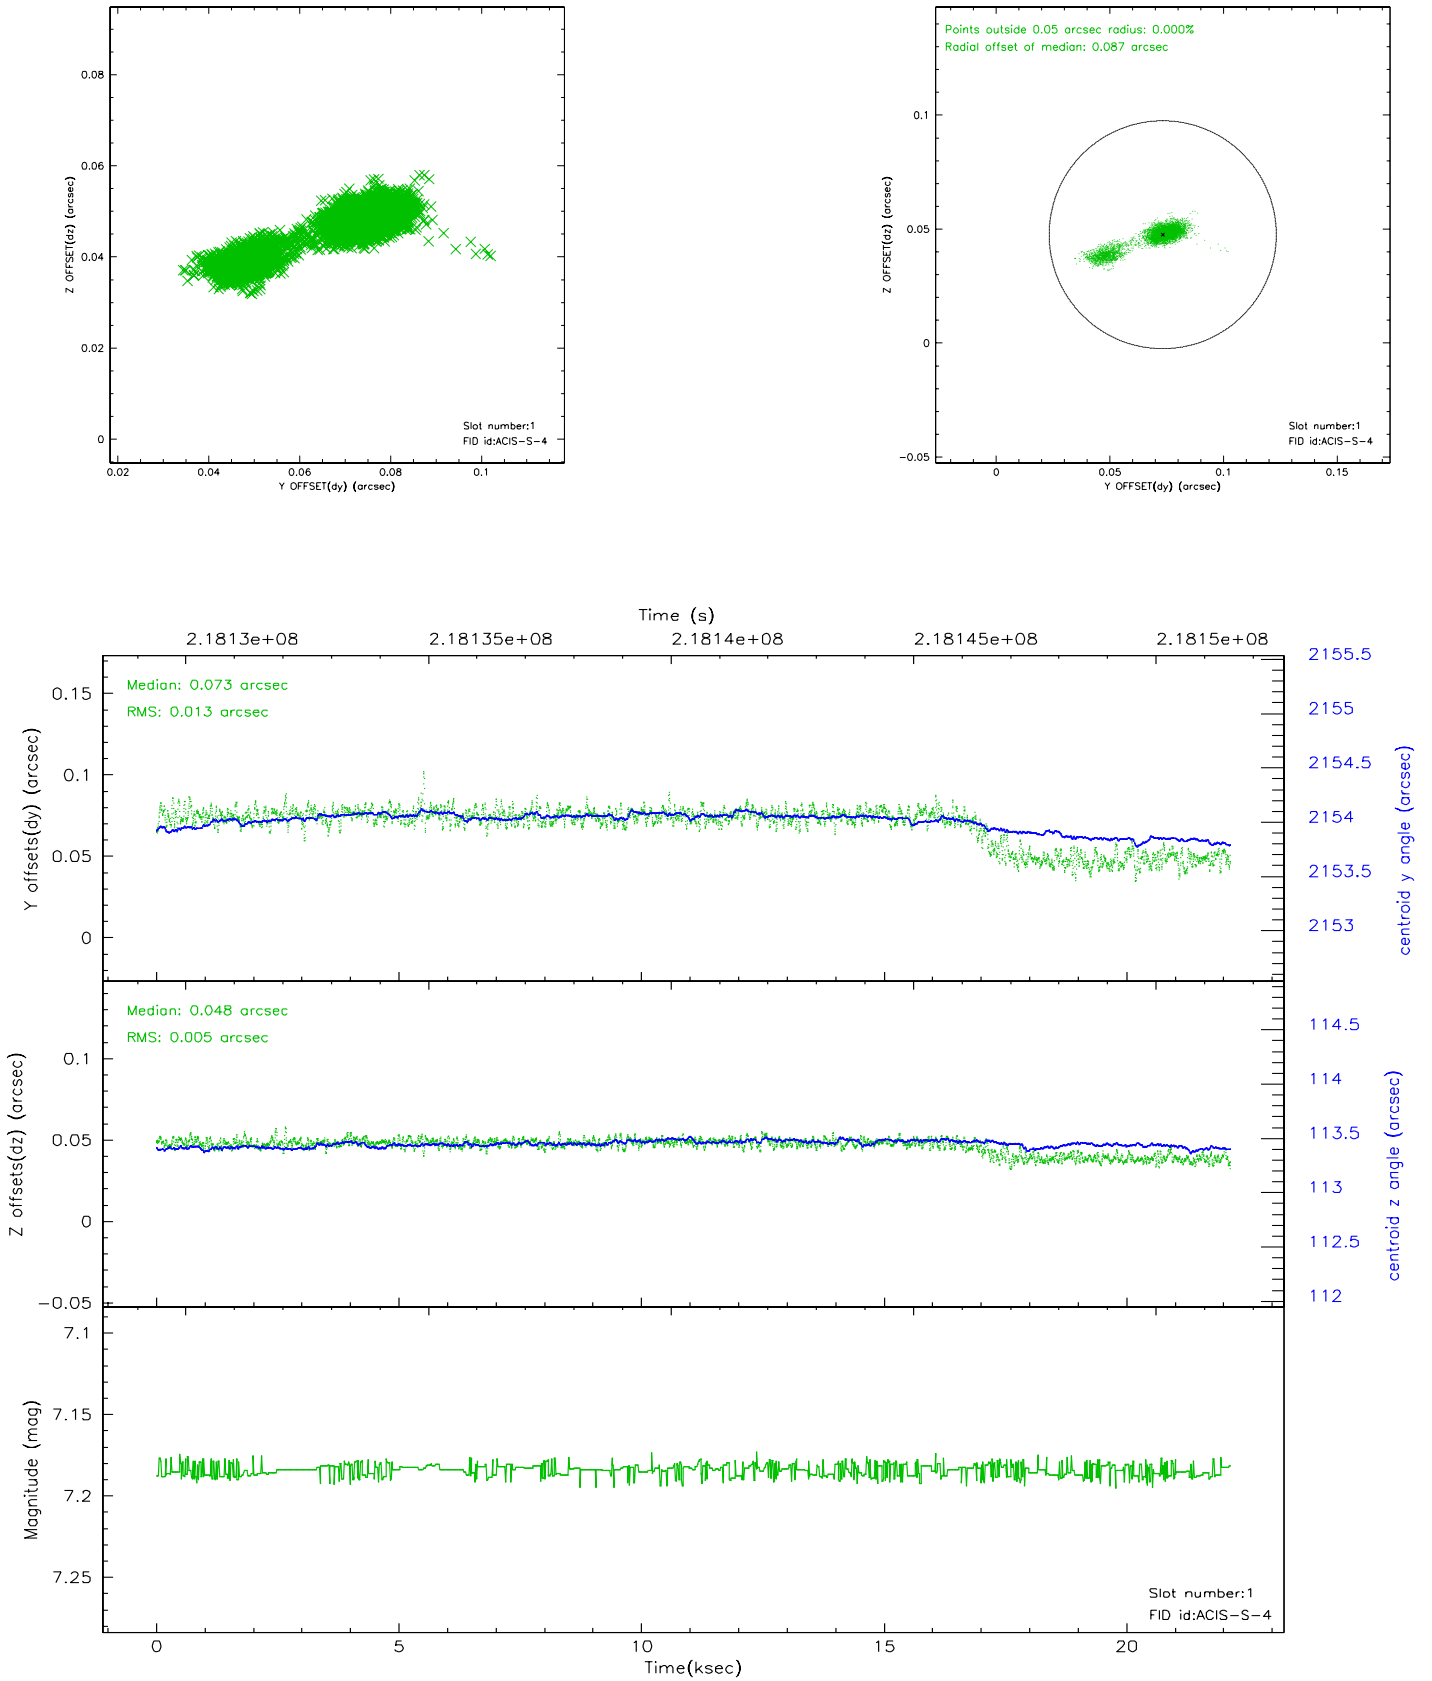 0.08
0.06
0.04
0.02
0
Z OFFSET(dz) (arcsec)
Slot number:1
FID id:ACIS-S-4
0.02 0.04 0.06 0.08 0.1
Y OFFSET(dy) (arcsec)
Points outside 0.05 arcsec radius: 0.000%
Radial offset of median: 0.087 arcsec
0.1
0.05
0
-0.05
Z OFFSET(dz) (arcsec)
Slot number:1
FID id:ACIS-S-4
0 0.05 0.1 0.15
Y OFFSET(dy) (arcsec)
Time (s)
2.1813e+08 2.18135e+08 2.1814e+08 2.18145e+08 2.1815e+08
Median: 0.073 arcsec
RMS: 0.013 arcsec
0.15
0.1
0.05
0
Y offsets(dy) (arcsec)
2155.5
2155
2154.5
2154
2153.5
2153
centroid y angle (arcsec)
Median: 0.048 arcsec
RMS: 0.005 arcsec
0.1
0.05
0
-0.05
Z offsets(dz) (arcsec)
114.5
114
113.5
113
112.5
112
centroid z angle (arcsec)
7.1
7.15
7.2
7.25
Magnitude (mag)
Slot number:1
FID id:ACIS-S-4
0 5 10 15 20
Time(ksec)